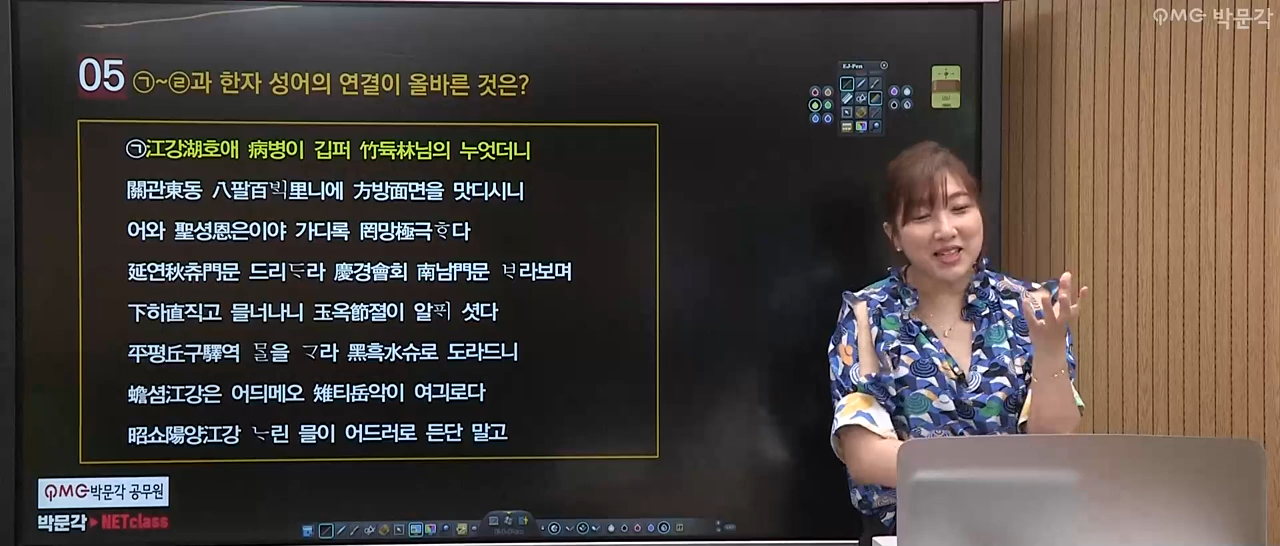 PMG 박문각
05 ㉠~㉣과 한자 성어의 연결이 올바른 것은?
EJ-Pen
㉠江강湖호애 病병이 깁퍼 竹듁林님의 누엇더니
關관東동 八팔百ᄇᆡᆨ里니에 方방面면을 맛디시니
어와 聖셩恩은이야 가디록 罔망極극ᄒᆞ다
延연秋츄門문 드리ᄃᆞ라 慶경會회 南남門문 ᄇᆞ라보며
下하直직고 믈너나니 玉옥節졀이 알ᄑᆡ 셧다
平평丘구驛역 ᄆᆞᆯ을 ᄀᆞ라 黑흑水슈로 도라드니
蟾셤江강은 어듸메오 雉티岳악이 여긔로다
昭쇼陽양江강 ᄂᆞ린 믈이 어드러로 든단 말고
PMG박문각 공무원
박문각 ▶ NETclass